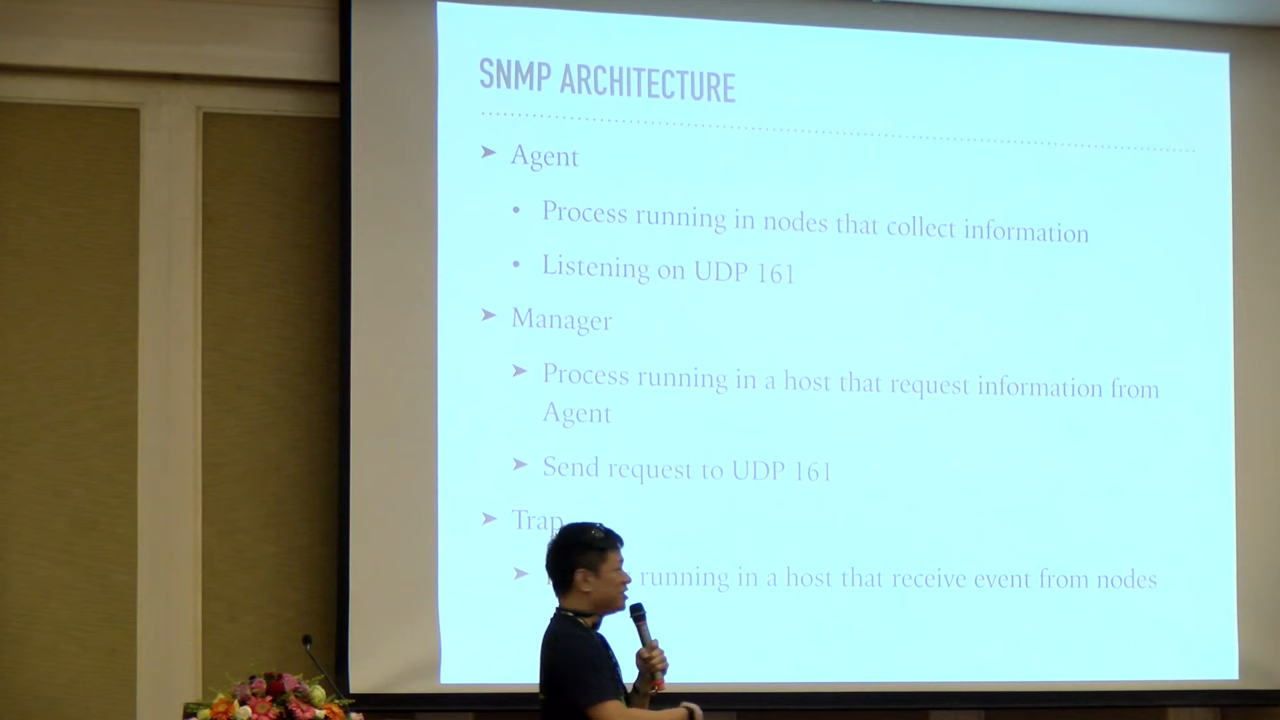 SNMP ARCHITECTURE
➤ Agent
• Process running in nodes that collect information
• Listening on UDP 161
➤ Manager
➤ Process running in a host that request information from
Agent
➤ Send request to UDP 161
➤ Trap
➤ running in a host that receive event from nodes